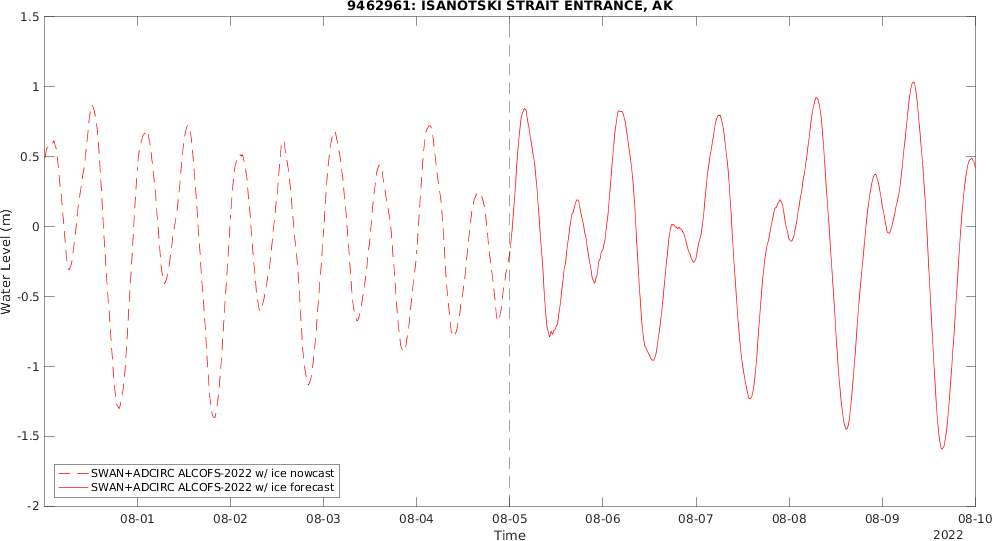 9462961: ISANOTSKI STRAIT ENTRANCE, AK
1.5
1
0.5
0
-0.5
-1
-1.5
-2
Water Level (m)
SWAN+ADCIRC ALCOFS-2022 w/ ice nowcast
SWAN+ADCIRC ALCOFS-2022 w/ ice forecast
08-01 08-02 08-03 08-04 08-05 08-06 08-07 08-08 08-09 08-10
Time
2022